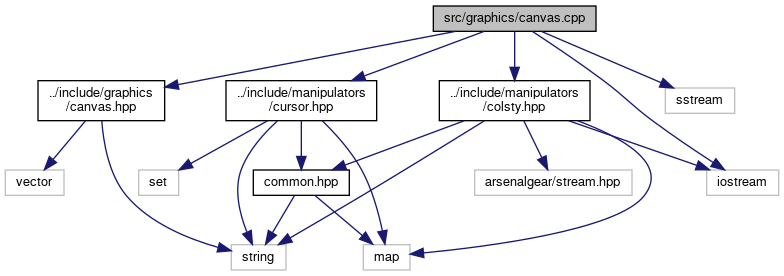 src/graphics/canvas.cpp
../include/graphics
/canvas.hpp
../include/manipulators
/cursor.hpp
../include/manipulators
/colsty.hpp
sstream
vector
set
common.hpp
arsenalgear/stream.hpp
iostream
string
map